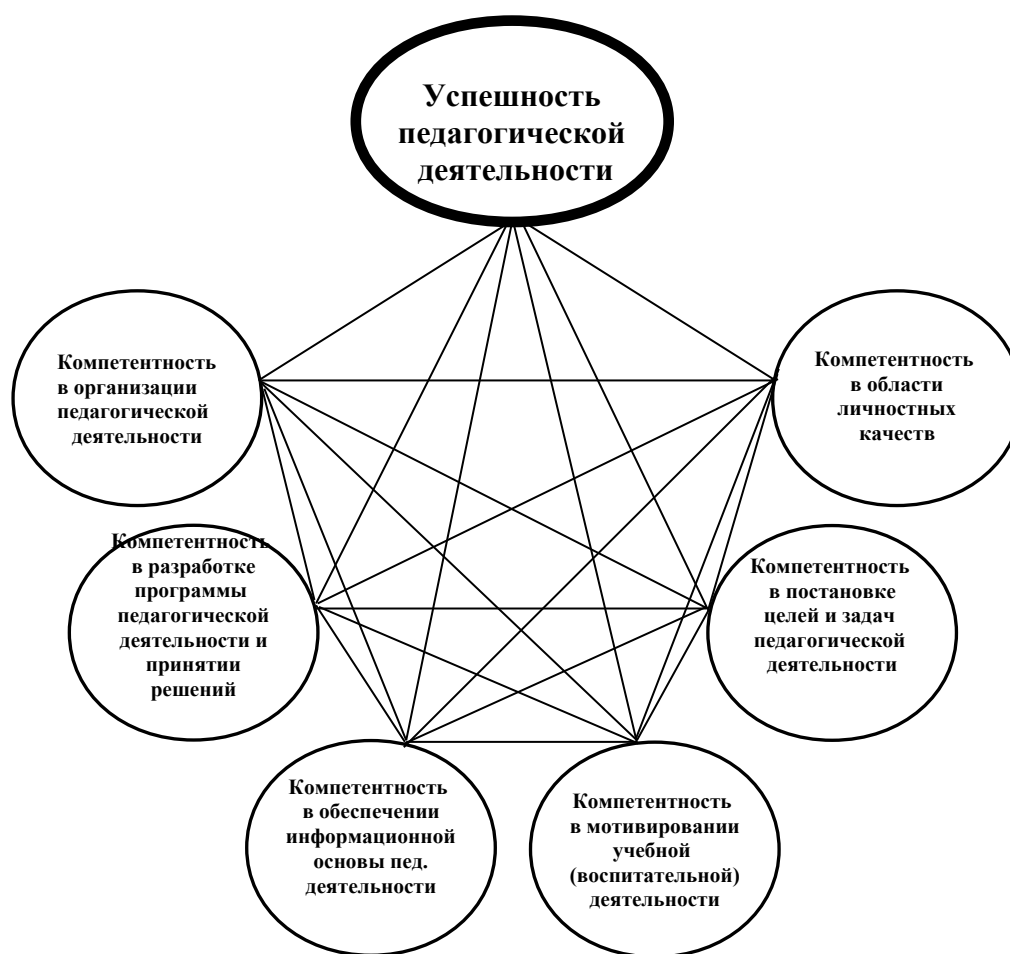 Успешность
педагогической
деятельности
Компетентность
в организации
педагогической
деятельности
Компетентность
в области
личностных
качеств
Компетентность
в разработке
программы
педагогической
деятельности и
принятии
решений
Компетентность
в постановке
целей и задач
педагогической
деятельности
Компетентность
в обеспечении
информационной
основы пед.
деятельности
Компетентность
в мотивировании
учебной
(воспитательной)
деятельности